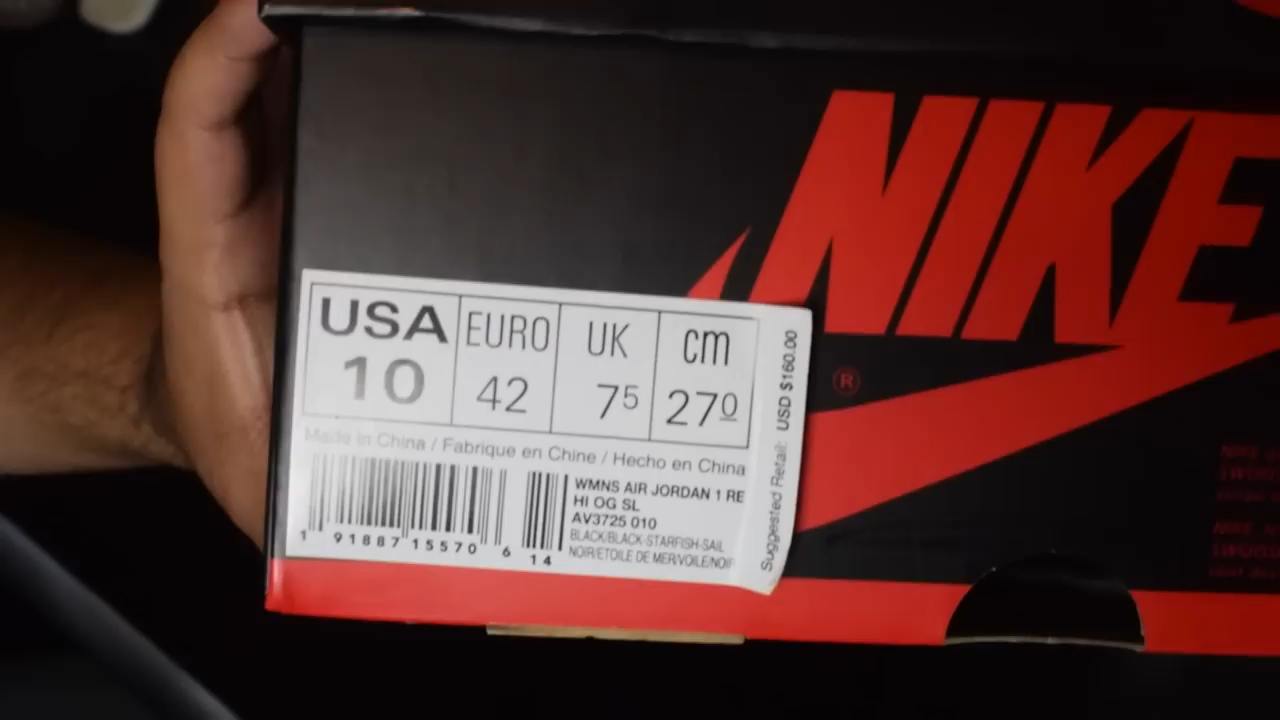 NIKE
®
USA EURO UK cm
10 42 7 5 27 0
Made in China / Fabrique en Chine / Hecho en China
WMNS AIR JORDAN 1 RE
HI OG SL
AV3725 010
BLACK/BLACK-STARFISH-SAIL
NOIR/ETOILE DE MER/VOILE/NOIR
1 91887 15570 6 14
Suggested Retail: USD $160.00